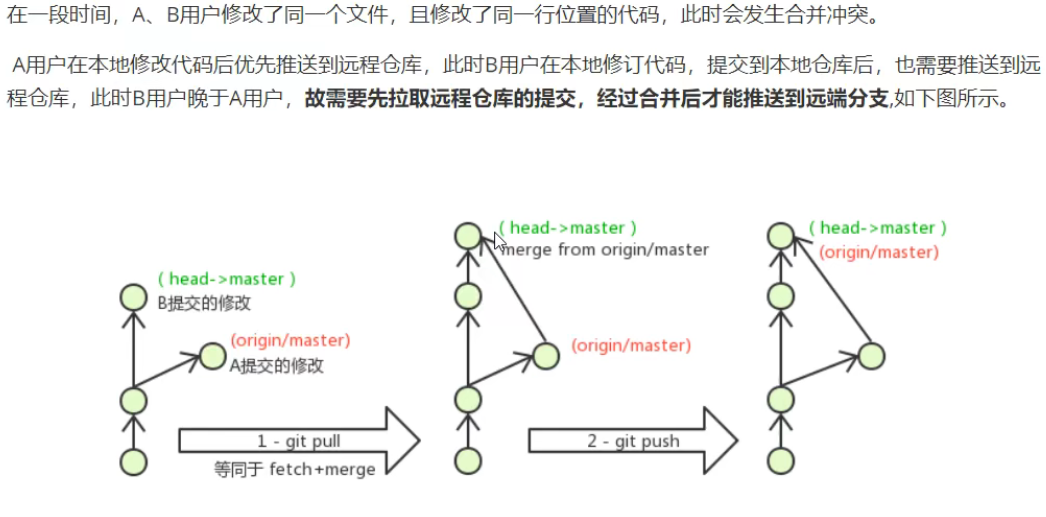 在一段时间，A、B用户修改了同一个文件，且修改了同一行位置的代码，此时会发生合并冲突。
A用户在本地修改代码后优先推送到远程仓库，此时B用户在本地修订代码，提交到本地仓库后，也需要推送到远
程仓库，此时B用户晚于A用户，故需要先拉取远程仓库的提交，经过合并后才能推送到远端分支,如下图所示。
( head->master )
B提交的修改
(origin/master)
A提交的修改
1 - git pull
等同于 fetch+merge
( head->master )
merge from origin/master
(origin/master)
2 - git push
( head->master )
(origin/master)